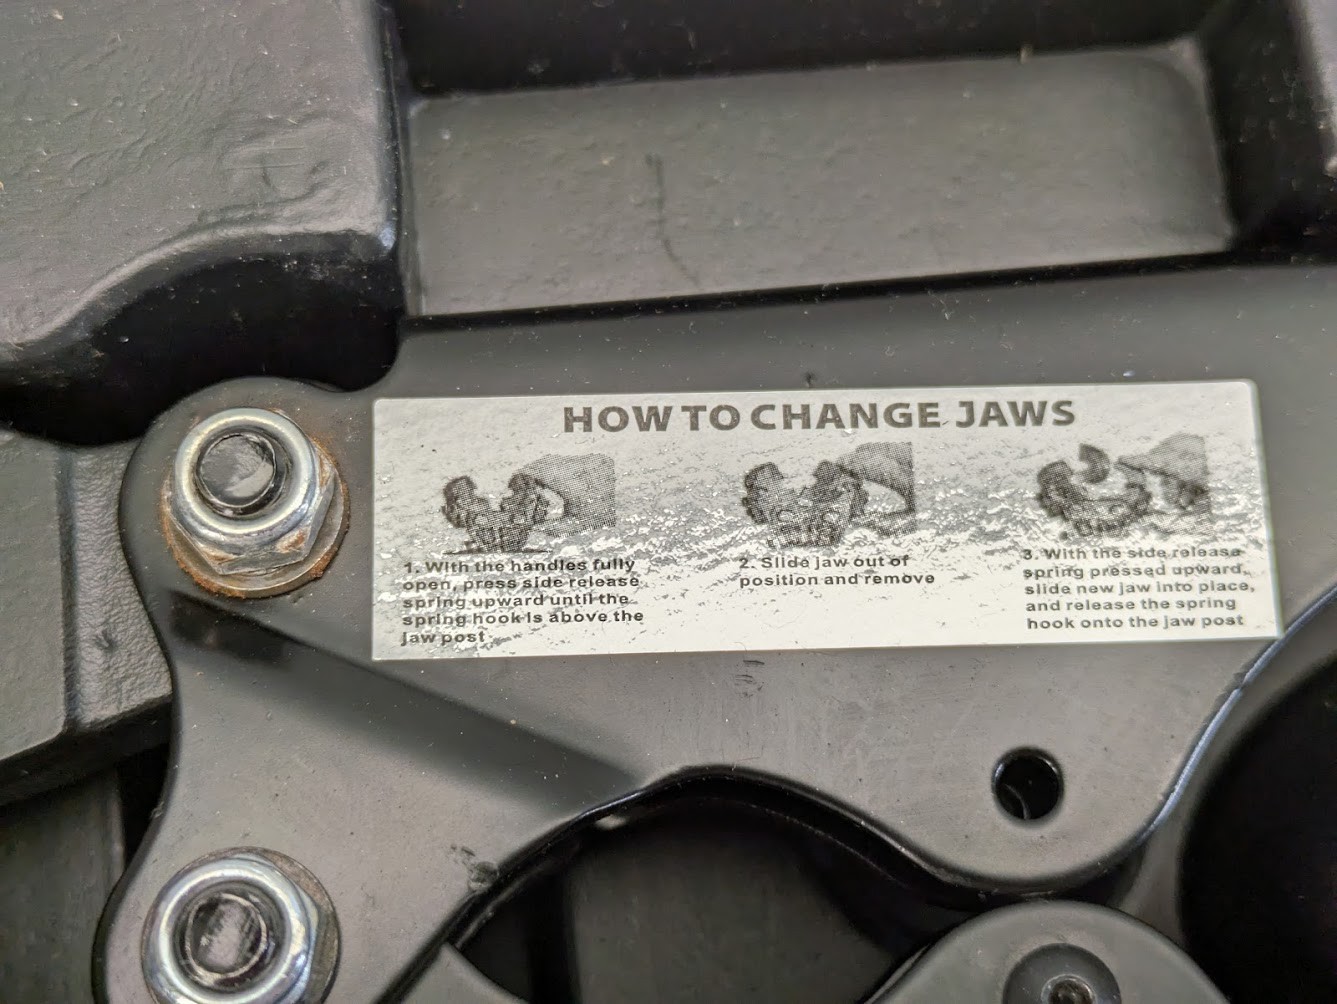 HOW TO CHANGE JAWS
1. With the handles fully
open, press side release
spring upward until the
spring hook is above the
jaw post
2. Slide jaw out of
position and remove
3. With the side release
spring pressed upward,
slide new jaw into place,
and release the spring
hook onto the jaw post